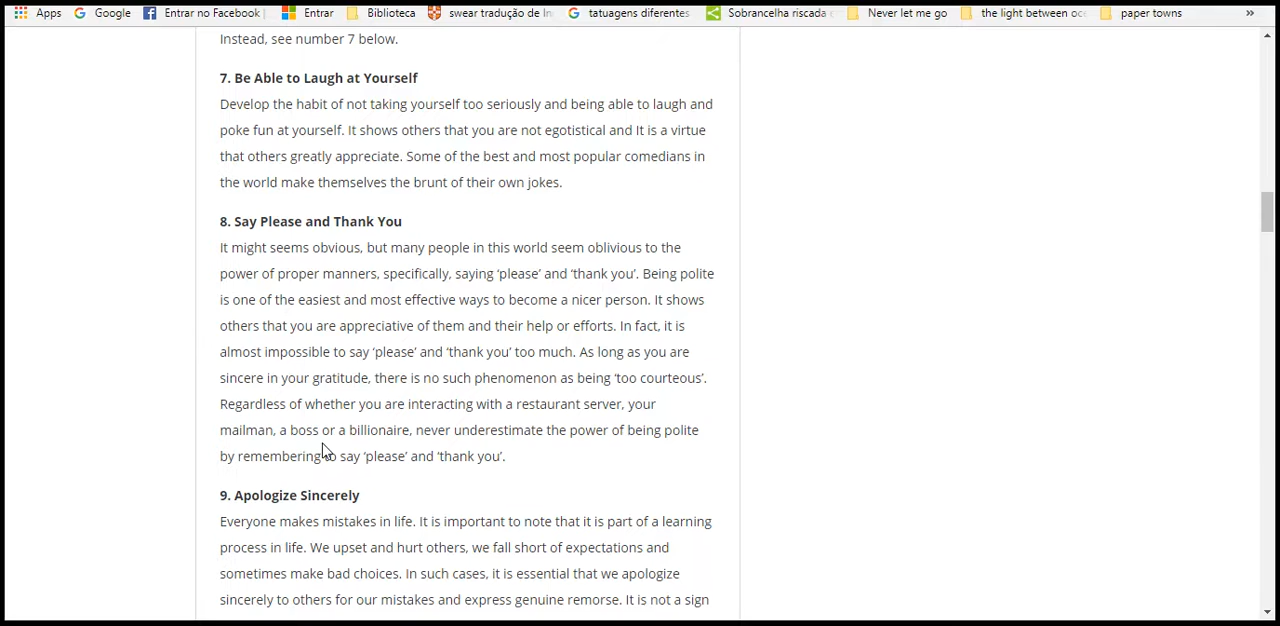 Apps Google Entrar no Facebook Entrar Biblioteca swear tradução de In tatuagens diferentes Sobrancelha riscada Never let me go the light between oce paper towns »
Instead, see number 7 below.
7. Be Able to Laugh at Yourself
Develop the habit of not taking yourself too seriously and being able to laugh and
poke fun at yourself. It shows others that you are not egotistical and It is a virtue
that others greatly appreciate. Some of the best and most popular comedians in
the world make themselves the brunt of their own jokes.
8. Say Please and Thank You
It might seems obvious, but many people in this world seem oblivious to the
power of proper manners, specifically, saying ‘please’ and ‘thank you’. Being polite
is one of the easiest and most effective ways to become a nicer person. It shows
others that you are appreciative of them and their help or efforts. In fact, it is
almost impossible to say ‘please’ and ‘thank you’ too much. As long as you are
sincere in your gratitude, there is no such phenomenon as being ‘too courteous’.
Regardless of whether you are interacting with a restaurant server, your
mailman, a boss or a billionaire, never underestimate the power of being polite
by remembering to say ‘please’ and ‘thank you’.
9. Apologize Sincerely
Everyone makes mistakes in life. It is important to note that it is part of a learning
process in life. We upset and hurt others, we fall short of expectations and
sometimes make bad choices. In such cases, it is essential that we apologize
sincerely to others for our mistakes and express genuine remorse. It is not a sign